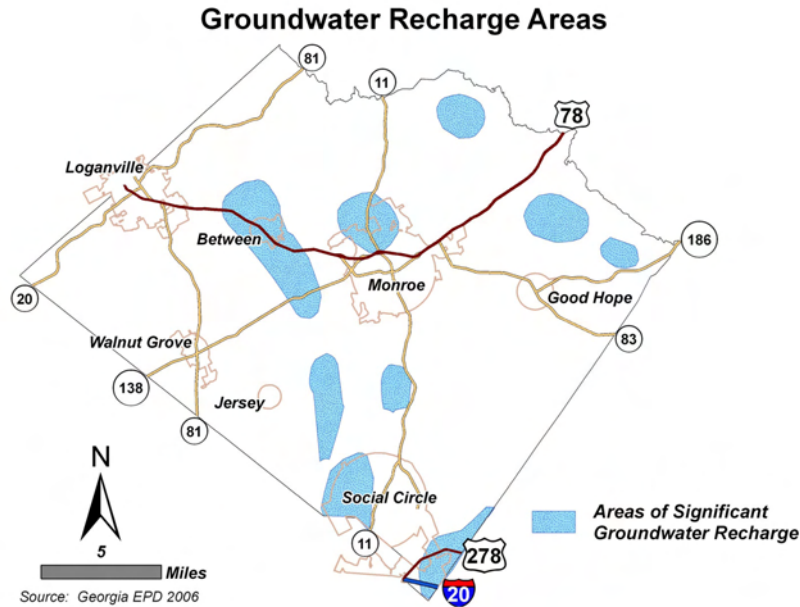 Groundwater Recharge Areas
81
11
78
Loganville
Between
186
Monroe
Good Hope
20
83
Walnut Grove
138
Jersey
81
N
Social Circle
Areas of Significant
Groundwater Recharge
11
278
5
Miles
20
Source: Georgia EPD 2006